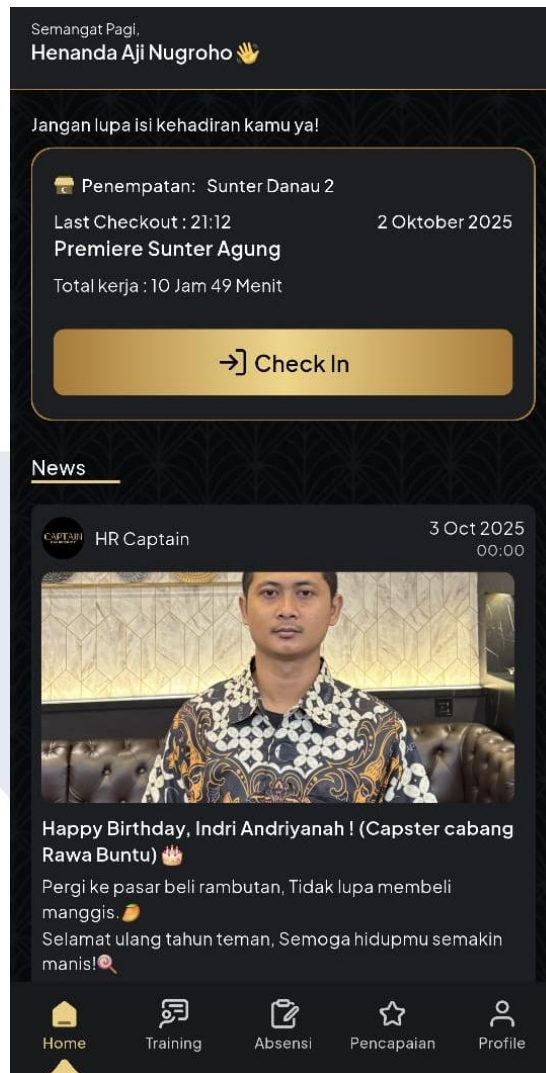 Semangat Pagi,
Henanda Aji Nugroho 👋
Jangan lupa isi kehadiran kamu ya!
Penempatan: Sunter Danau 2
Last Checkout : 21:12 2 Oktober 2025
Premiere Sunter Agung
Total kerja : 10 Jam 49 Menit
Check In
News
CAPTAIN
HR Captain 3 Oct 2025
00:00
Happy Birthday, Indri Andriyanah ! (Capster cabang
Rawa Buntu) 🎂
Pergi ke pasar beli rambutan, Tidak lupa membeli
manggis.🥭
Selamat ulang tahun teman, Semoga hidupmu semakin
manis!🍭
Home Training Absensi Pencapaian Profile